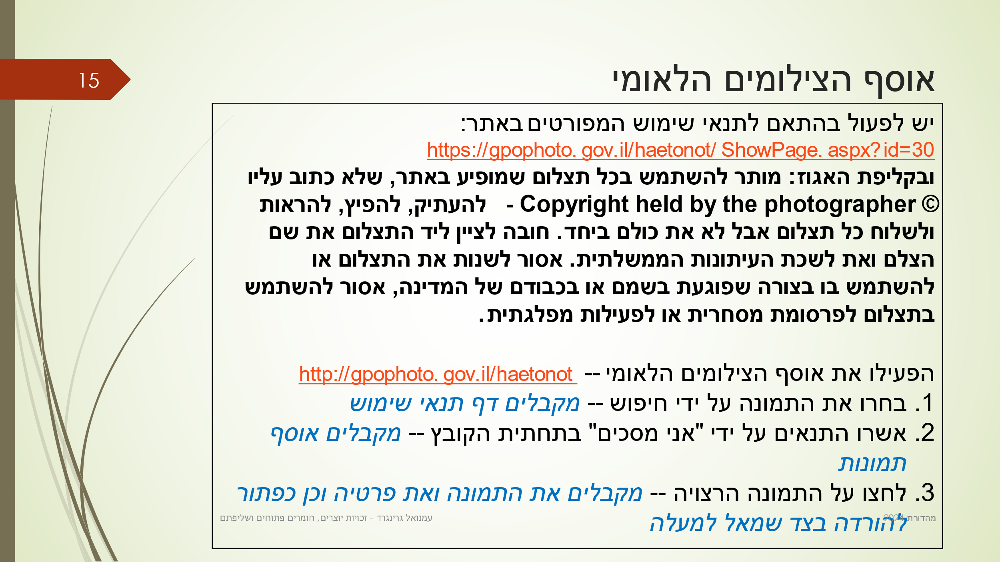 15
אוסף הצילומים הלאומי
יש לפעול בהתאם לתנאי שימוש המפורטים באתר:
https://gpophoto.gov.il/haetonot/ShowPage.aspx?id=30
ובקליפת האגוז: מותר להשתמש בכל תצלום שמופיע באתר, שלא כתוב עליו
© Copyright held by the photographer - להעתיק, להפיץ, להראות
ולשלוח כל תצלום אבל לא את כולם ביחד. חובה לציין ליד התצלום את שם
הצלם ואת לשכת העיתונות הממשלתית. אסור לשנות את התצלום או
להשתמש בו בצורה שפוגעת בשמם או בכבודם של המדינה, אסור להשתמש
בתצלום לפרסומת מסחרית או לפעילות מפלגתית.
הפעילו את אוסף הצילומים הלאומי -- http://gpophoto.gov.il/haetonot
1. בחרו את התמונה על ידי חיפוש -- מקבלים דף תנאי שימוש
2. אשרו התנאים על ידי "אני מסכים" בתחתית הקובץ -- מקבלים אוסף
תמונות
3. לחצו על התמונה הרצויה -- מקבלים את התמונה ואת פרטיה וכן כפתור
להורדה בצד שמאל למעלה
מהדורת 2024
עמנואל גרינגרד - זכויות יוצרים, חומרים פתוחים ושליפתם